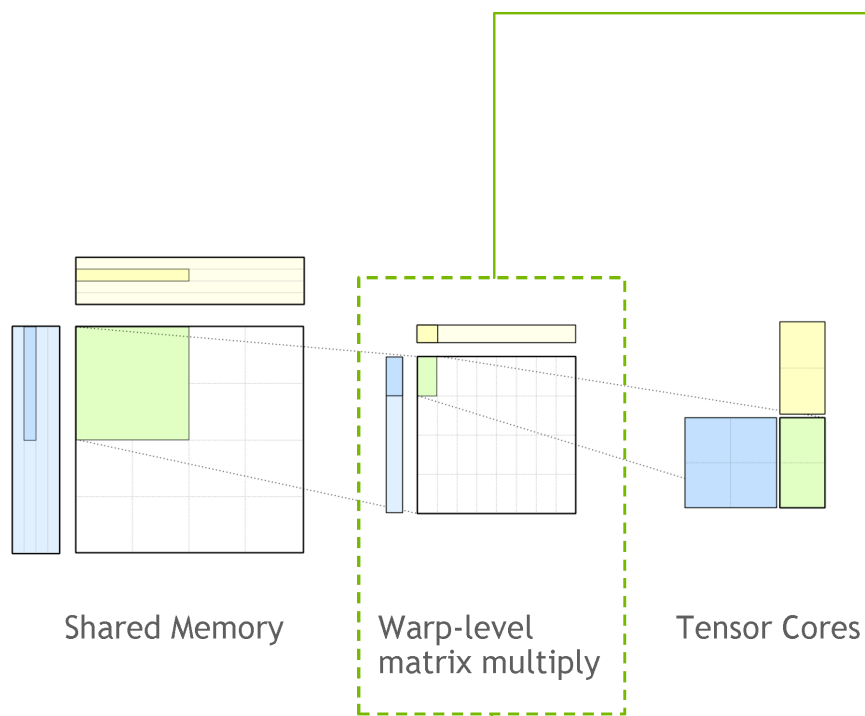 Shared Memory
Warp-level
matrix multiply
Tensor Cores